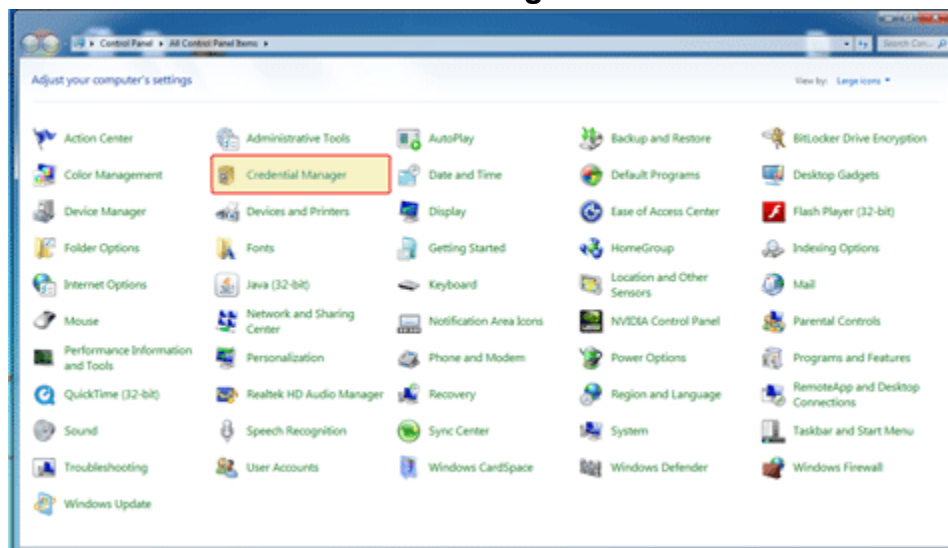 Control Panel ▸ All Control Panel Items ▸
Search Con...
Adjust your computer's settings
View by: Large icons
Action Center
Administrative Tools
AutoPlay
Backup and Restore
BitLocker Drive Encryption
Color Management
Credential Manager
Date and Time
Default Programs
Desktop Gadgets
Device Manager
Devices and Printers
Display
Ease of Access Center
Flash Player (32-bit)
Folder Options
Fonts
Getting Started
HomeGroup
Indexing Options
Internet Options
Java (32-bit)
Keyboard
Location and Other
Sensors
Mail
Mouse
Network and Sharing
Center
Notification Area Icons
NVIDIA Control Panel
Parental Controls
Performance Information
and Tools
Personalization
Phone and Modem
Power Options
Programs and Features
QuickTime (32-bit)
Realtek HD Audio Manager
Recovery
Region and Language
RemoteApp and Desktop
Connections
Sound
Speech Recognition
Sync Center
System
Taskbar and Start Menu
Troubleshooting
User Accounts
Windows CardSpace
Windows Defender
Windows Firewall
Windows Update